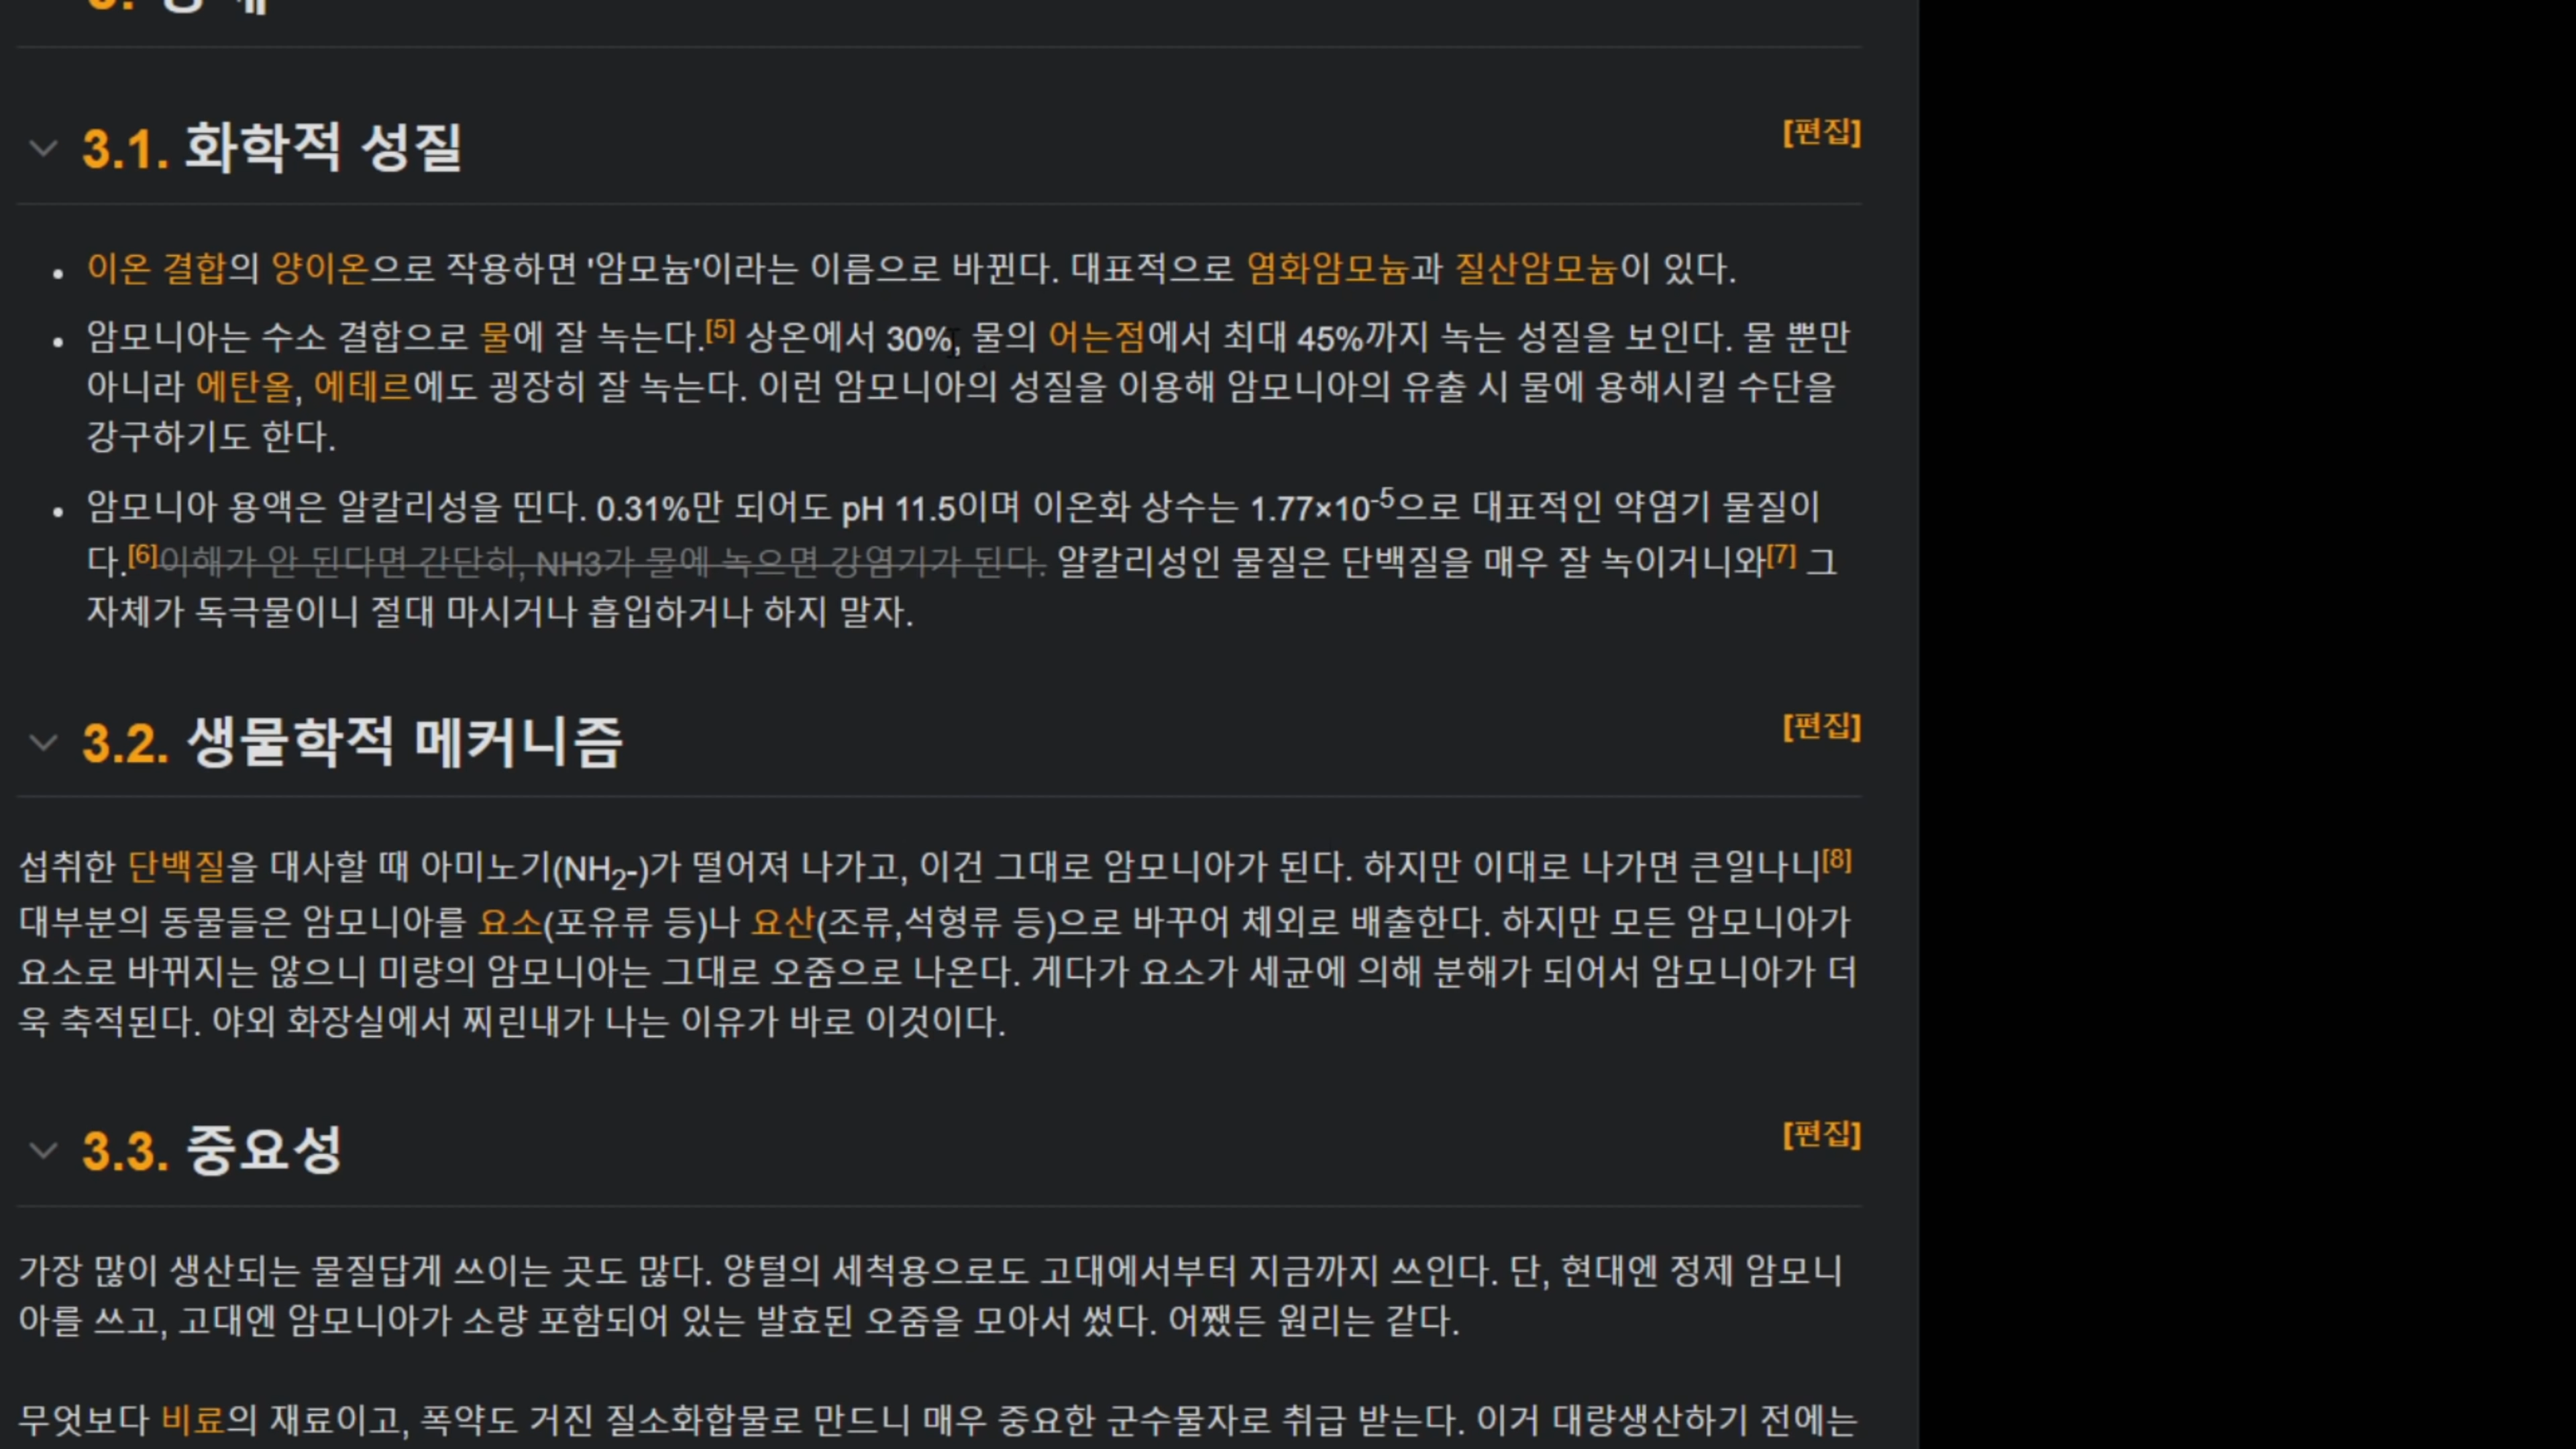 3.1. 화학적 성질
[편집]
이온 결합의 양이온으로 작용하면 '암모늄'이라는 이름으로 바뀐다. 대표적으로 염화암모늄과 질산암모늄이 있다.
암모니아는 수소 결합으로 물에 잘 녹는다.[5] 상온에서 30%, 물의 어는점에서 최대 45%까지 녹는 성질을 보인다. 물 뿐만
아니라 에탄올, 에테르에도 굉장히 잘 녹는다. 이런 암모니아의 성질을 이용해 암모니아의 유출 시 물에 용해시킬 수단을
강구하기도 한다.
암모니아 용액은 알칼리성을 띤다. 0.31%만 되어도 pH 11.5이며 이온화 상수는 1.77×10⁻⁵으로 대표적인 약염기 물질이
다.[6]이해가 안 된다면 간단히, NH3가 물에 녹으면 강염기가 된다. 알칼리성인 물질은 단백질을 매우 잘 녹이거니와[7] 그
자체가 독극물이니 절대 마시거나 흡입하거나 하지 말자.
3.2. 생물학적 메커니즘
[편집]
섭취한 단백질을 대사할 때 아미노기(NH₂-)가 떨어져 나가고, 이건 그대로 암모니아가 된다. 하지만 이대로 나가면 큰일나니[8]
대부분의 동물들은 암모니아를 요소(포유류 등)나 요산(조류,석형류 등)으로 바꾸어 체외로 배출한다. 하지만 모든 암모니아가
요소로 바뀌지는 않으니 미량의 암모니아는 그대로 오줌으로 나온다. 게다가 요소가 세균에 의해 분해가 되어서 암모니아가 더
욱 축적된다. 야외 화장실에서 찌린내가 나는 이유가 바로 이것이다.
3.3. 중요성
[편집]
가장 많이 생산되는 물질답게 쓰이는 곳도 많다. 양털의 세척용으로도 고대에서부터 지금까지 쓰인다. 단, 현대엔 정제 암모니
아를 쓰고, 고대엔 암모니아가 소량 포함되어 있는 발효된 오줌을 모아서 썼다. 어쨌든 원리는 같다.
무엇보다 비료의 재료이고, 폭약도 거진 질소화합물로 만드니 매우 중요한 군수물자로 취급 받는다. 이거 대량생산하기 전에는